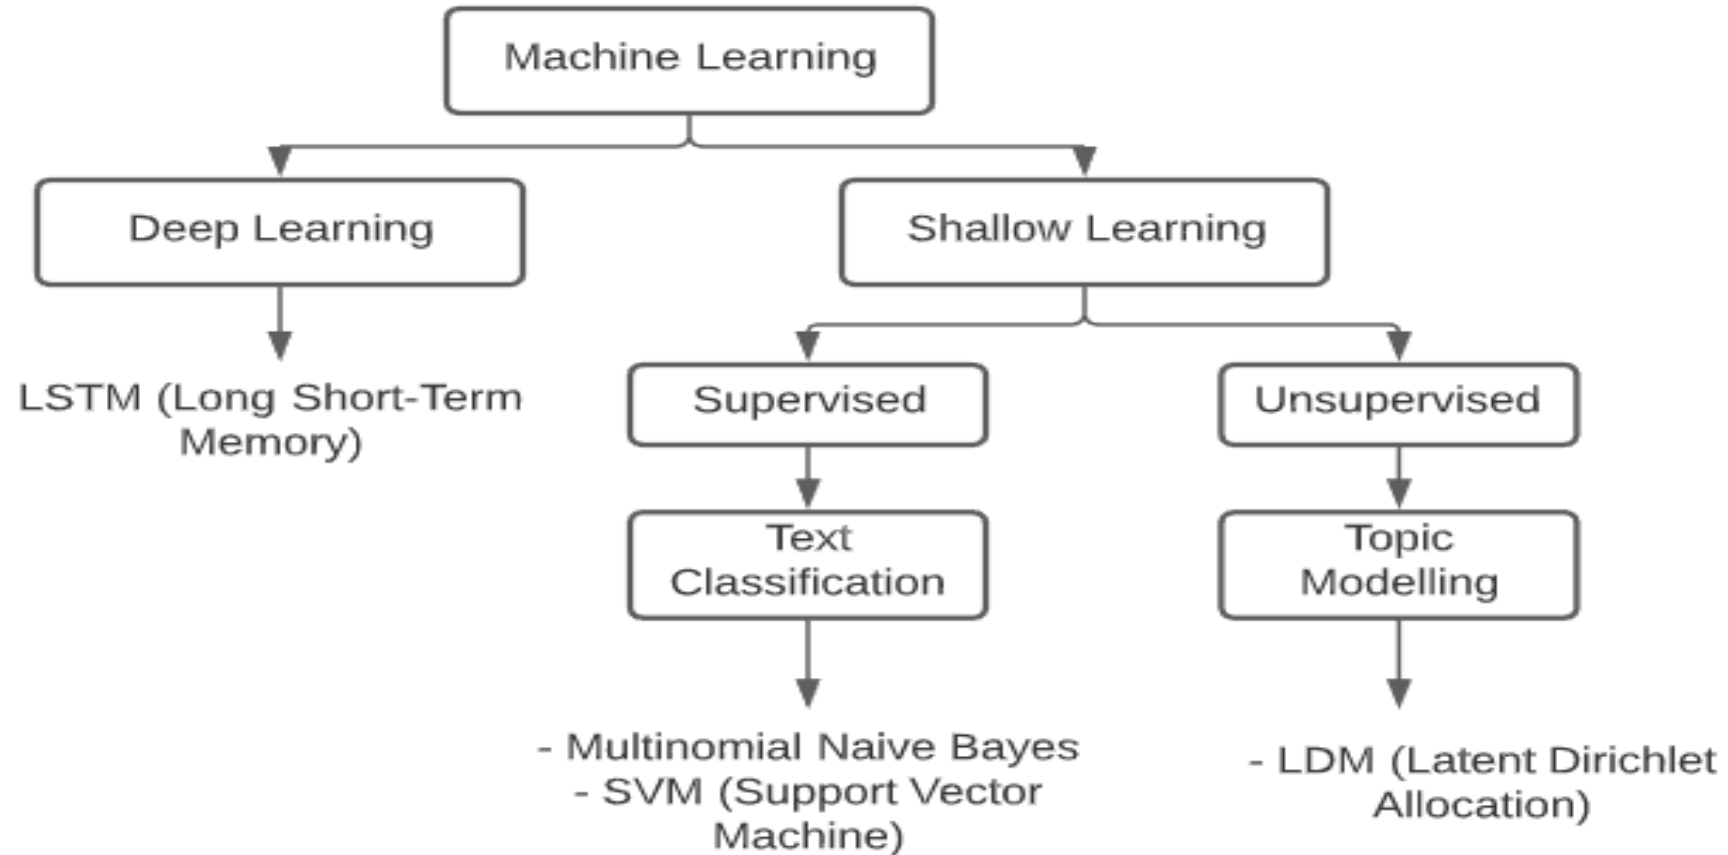 Machine Learning
Deep Learning
Shallow Learning
LSTM (Long Short-Term
Memory)
Supervised
Unsupervised
Text
Classification
Topic
Modelling
- Multinomial Naive Bayes
- SVM (Support Vector
Machine)
- LDM (Latent Dirichlet
Allocation)